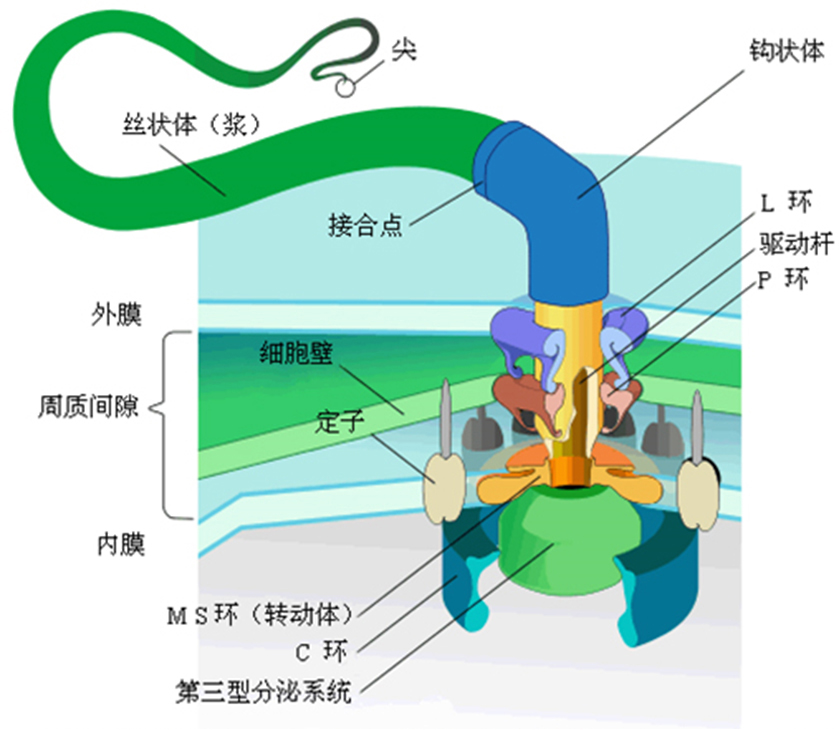 尖
钩状体
丝状体（浆）
接合点
L 环
驱动杆
P 环
外膜
细胞壁
周质间隙
定子
内膜
MS环（转动体）
C 环
第三型分泌系统